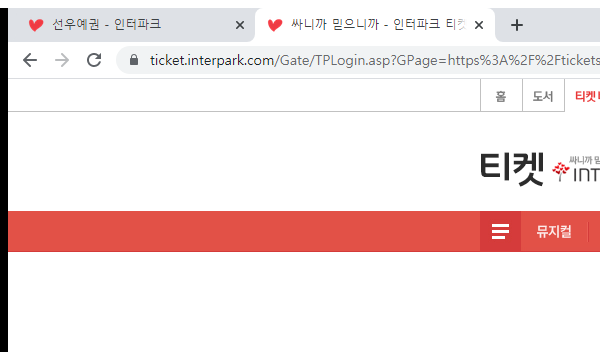 선우예권 - 인터파크
싸니까 믿으니까 - 인터파크 티켓
ticket.interpark.com/Gate/TPLogin.asp?GPage=https%3A%2F%2Ftickets
홈 도서 티켓
싸니까 믿
티켓 INT
뮤지컬